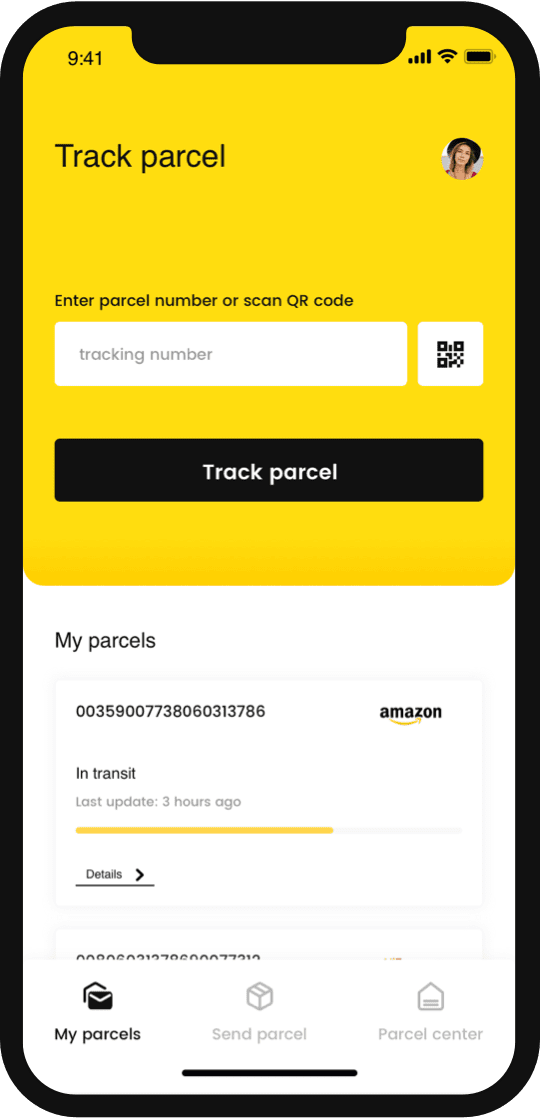 9:41
Track parcel
Enter parcel number or scan QR code
tracking number
Track parcel
My parcels
00359007738060313786
amazon
In transit
Last update: 3 hours ago
Details
My parcels
Send parcel
Parcel center